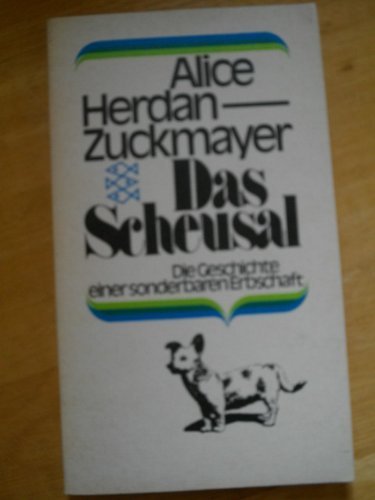 Alice
Herdan—
Zuckmayer
Das
Scheusal
Die Geschichte
einer sonderbaren Erbschaft